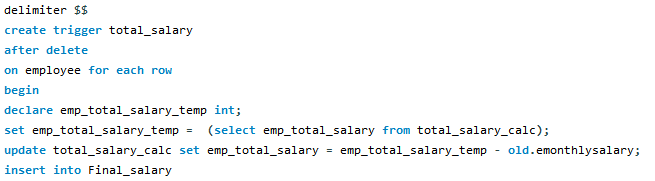 delimiter $$
create trigger total_salary
after delete
on employee for each row
begin
declare emp_total_salary_temp int;
set emp_total_salary_temp =  (select emp_total_salary from total_salary_calc);
update total_salary_calc set emp_total_salary = emp_total_salary_temp - old.emonthlysalary;
insert into Final_salary